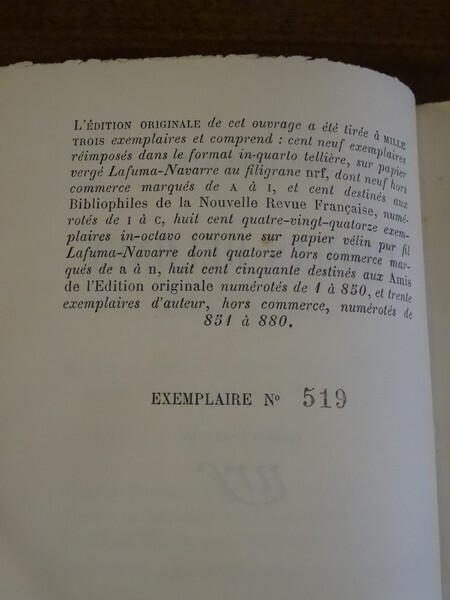 L'ÉDITION ORIGINALE de cet ouvrage a été tirée à MILLE
TROIS exemplaires et comprend : cent neuf exemplaires
réimposés dans le format in-quarto tellière, sur papier
vergé Lafuma-Navarre au filigrane nrf, dont neuf hors
commerce marqués de A à I, et cent destinés aux
Bibliophiles de la Nouvelle Revue Française, numé-
rotés de I à C, huit cent quatre-vingt-quatorze exem-
plaires in-octavo couronne sur papier vélin pur fil
Lafuma-Navarre dont quatorze hors commerce mar-
qués de a à n, huit cent cinquante destinés aux Amis
de l'Edition originale numérotés de 1 à 850, et trente
exemplaires d'auteur, hors commerce, numérotés de
851 à 880.
EXEMPLAIRE Nº 519
nrf